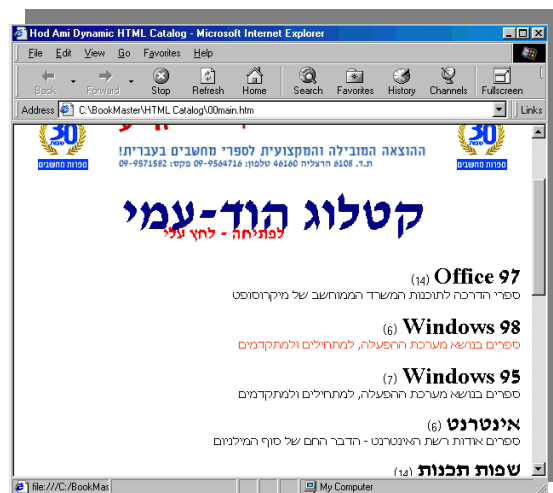 Hod Ami Dynamic HTML Catalog - Microsoft Internet Explorer
File Edit View Go Favorites Help
Back Forward Stop Refresh Home Search Favorites History Channels Fullscreen
Address C:\BookMaster\HTML Catalog\00main.htm Links
30 30
ההוצאה המובילה והמקצועית לספרי מחשבים בעברית!
ספרות מחשבים ת.ד. 6108 הרצליה 46160 טלפון: 09-9564716 פקס: 09-9571582 ספרות מחשבים
קטלוג הוד-עמי
לפתיחה - לחץ עלי
Office 97 (14)
ספרי הדרכה לתוכנות המשרד הממוחשב של מיקרוסופט
Windows 98 (6)
ספרים בנושא מערכת ההפעלה, למתחילים ולמתקדמים
Windows 95 (7)
ספרים בנושא מערכת ההפעלה, למתחילים ולמתקדמים
אינטרנט (6)
ספרים אודות רשת האינטרנט - הדבר החם של סוף המילניום
שפות תכנות (14)
file:///C:/BookMas My Computer